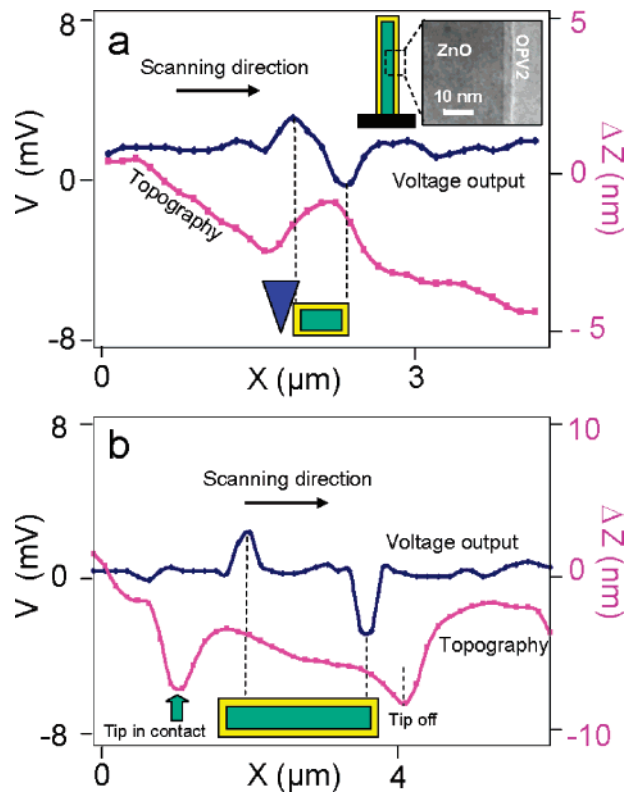 8
a
Scanning direction
ZnO
OPV2
10 nm
5
V (mV)
0
Topography
Voltage output
0
Δ Z (nm)
-8
- 5
0
3
X (μm)
8
b
Scanning direction
10
V (mV)
0
Voltage output
0
Δ Z (nm)
Topography
Tip in contact
Tip off
-8
-10
0
4
X (μm)